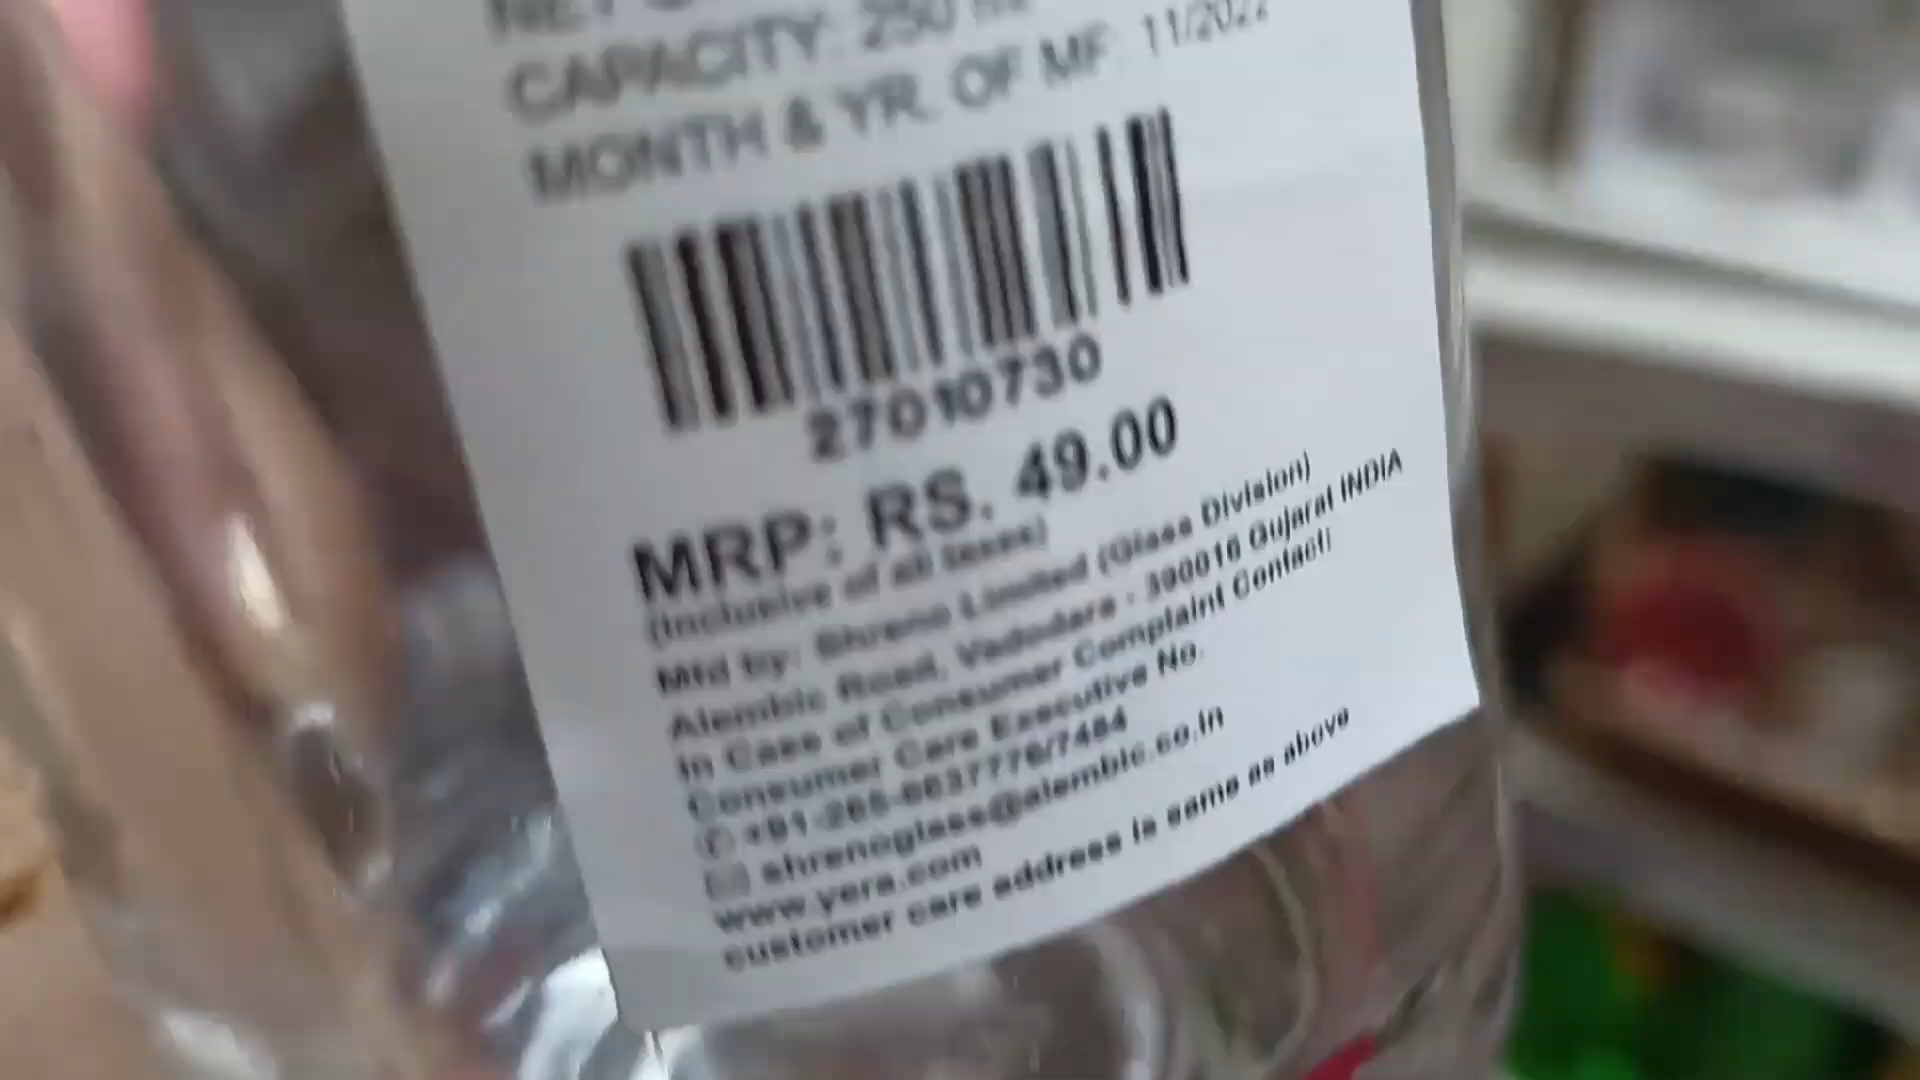 CAPACITY: 250
MONTH & YR. OF MF: 11/2022
27010730
MRP: RS. 49.00
(Inclusive of all taxes)
Mfd by: Shreno Limited (Glass Division)
Alembic Road, Vadodara - 390016 Gujarat INDIA
In Case of Consumer Complaint Contact:
Consumer Care Executive No.
+91-265-6637776/7484
shrenoglass@alembic.co.in
www.yera.com
customer care address is same as above